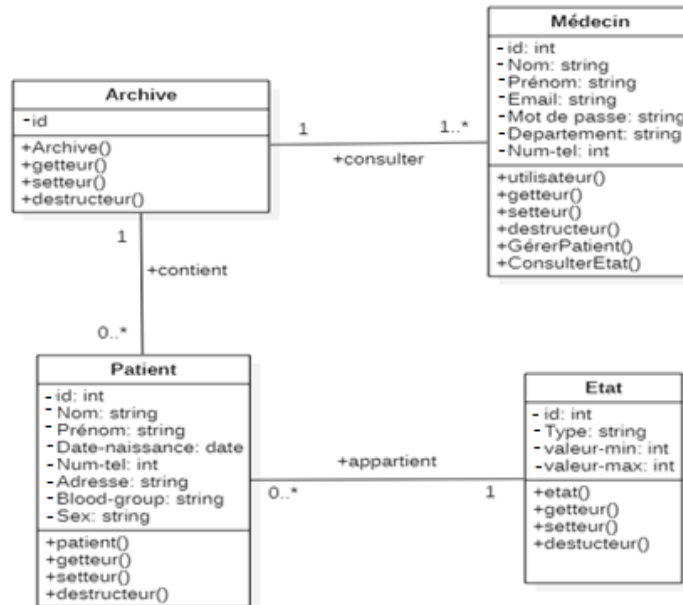 Médecin
- id: int
- Nom: string
- Prénom: string
- Email: string
- Mot de passe: string
- Departement: string
- Num-tel: int
+utilisateur()
+getteur()
+setteur()
+destructeur()
+GérerPatient()
+ConsulterEtat()
Archive
-id
+Archive()
+getteur()
+setteur()
+destructeur()
1
1..*
+consulter
1
+contient
0..*
Patient
- id: int
- Nom: string
- Prénom: string
- Date-naissance: date
- Num-tel: int
- Adresse: string
- Blood-group: string
- Sex: string
+patient()
+getteur()
+setteur()
+destructeur()
+appartient
0..*
1
Etat
- id: int
- Type: string
- valeur-min: int
- valeur-max: int
+etat()
+getteur()
+setteur()
+destucteur()